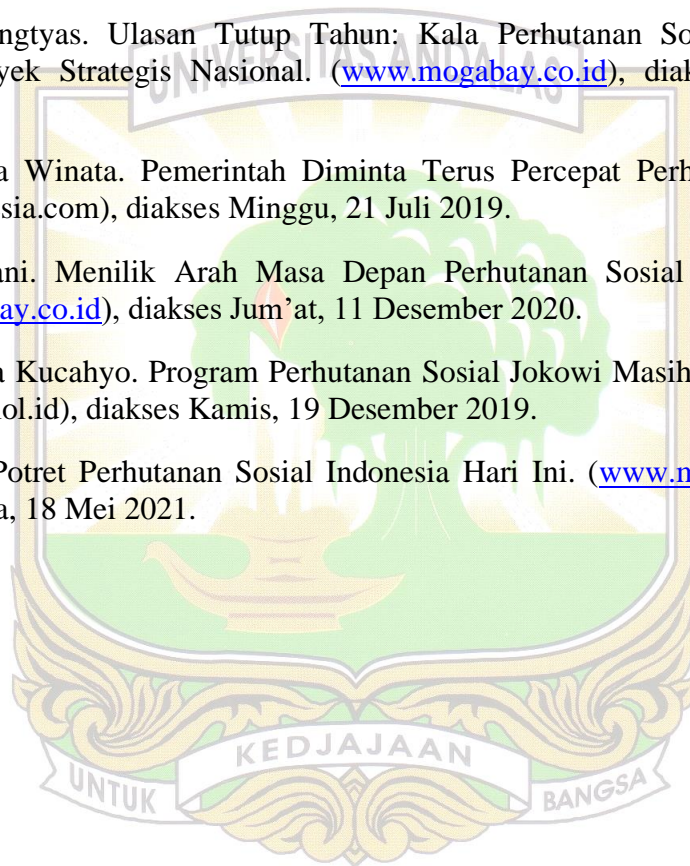 ngtyas. Ulasan Tutup Tahun: Kala Perhutanan So
yek Strategis Nasional. (www.mogabay.co.id), diak
a Winata. Pemerintah Diminta Terus Percepat Perh
sia.com), diakses Minggu, 21 Juli 2019.
ani. Menilik Arah Masa Depan Perhutanan Sosial
ay.co.id), diakses Jum’at, 11 Desember 2020.
a Kucahyo. Program Perhutanan Sosial Jokowi Masih
nol.id), diakses Kamis, 19 Desember 2019.
Potret Perhutanan Sosial Indonesia Hari Ini. (www.m
a, 18 Mei 2021.
UNIVERSITAS ANDALAS
UNTUK KEDJAJAAN BANGSA